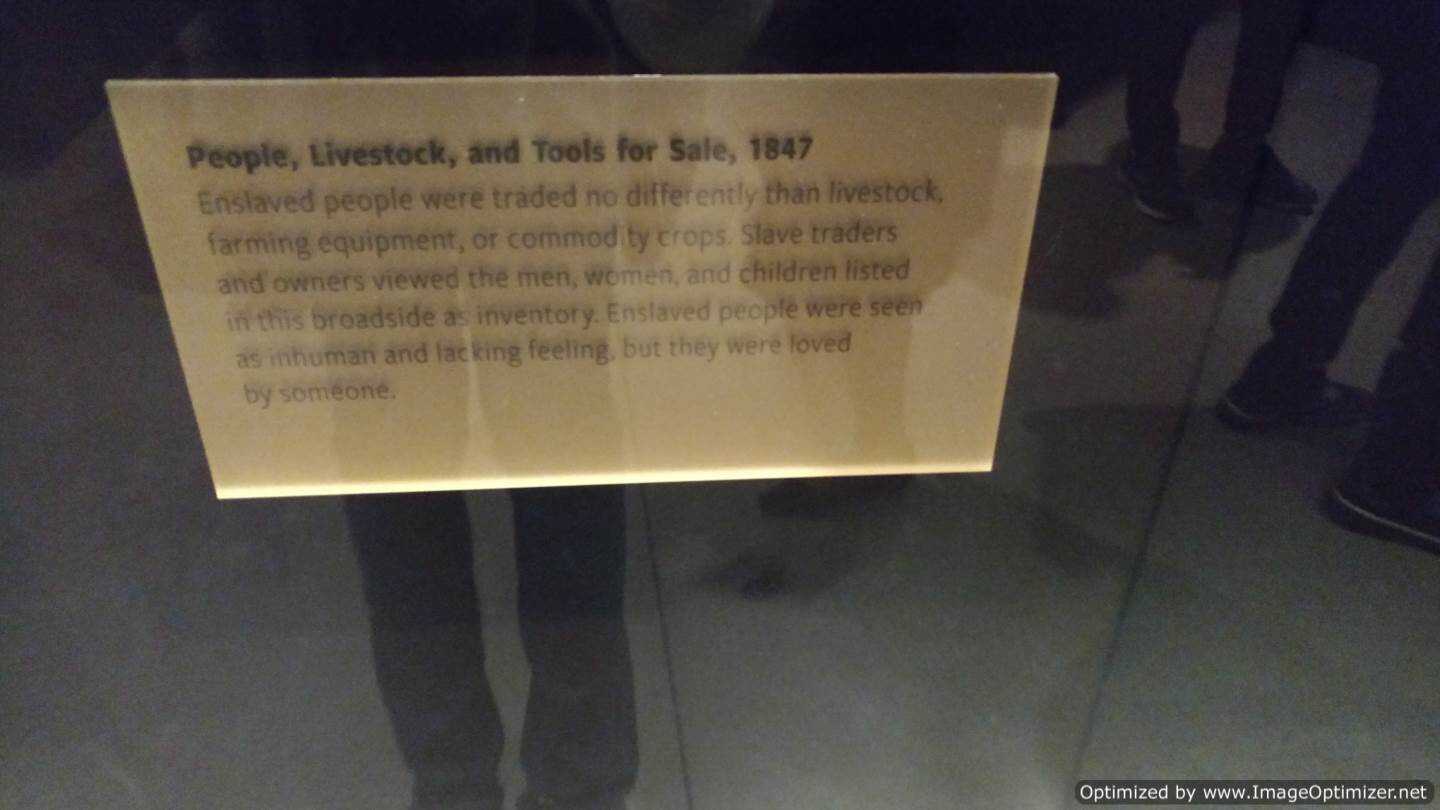 People, Livestock, and Tools for Sale, 1847
Enslaved people were traded no differently than livestock,
farming equipment, or commodity crops. Slave traders
and owners viewed the men, women, and children listed
in this broadside as inventory. Enslaved people were seen
as inhuman and lacking feeling, but they were loved
by someone.
Optimized by www.ImageOptimizer.net